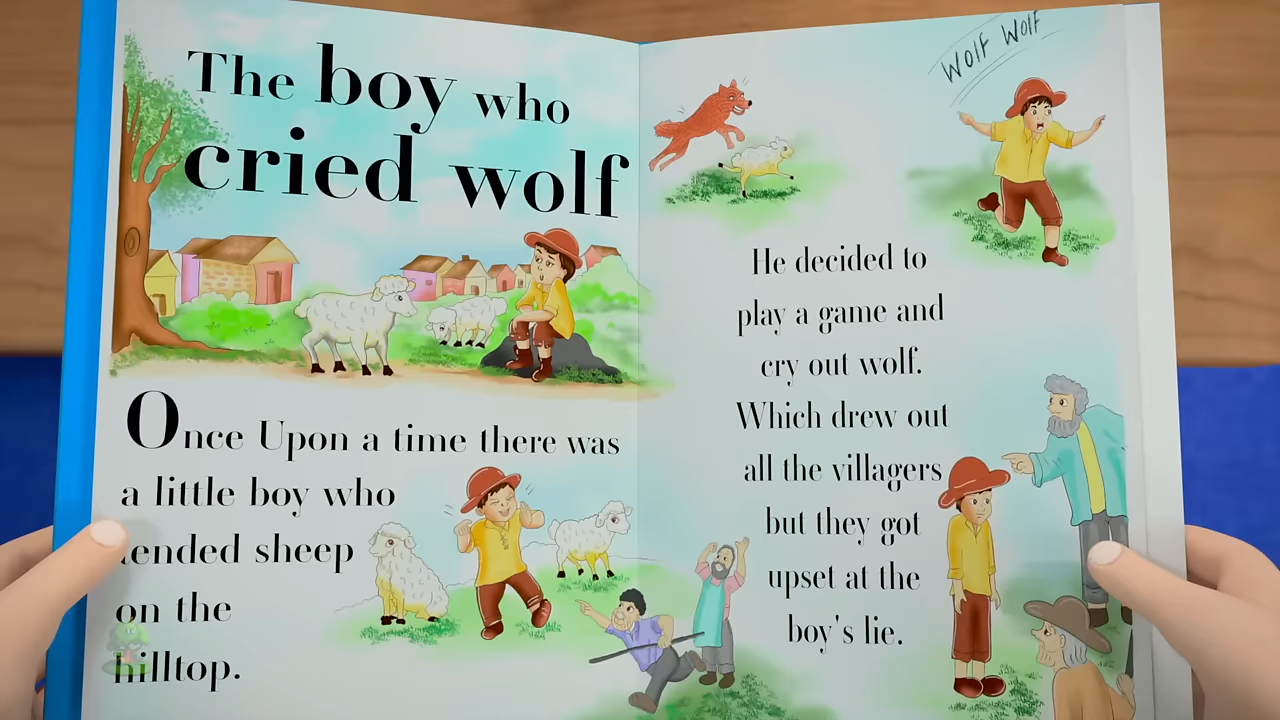 The boy who
cried wolf
Once Upon a time there was
a little boy who
tended sheep
on the
hilltop.
Wolf Wolf
He decided to
play a game and
cry out wolf.
Which drew out
all the villagers
but they got
upset at the
boy's lie.